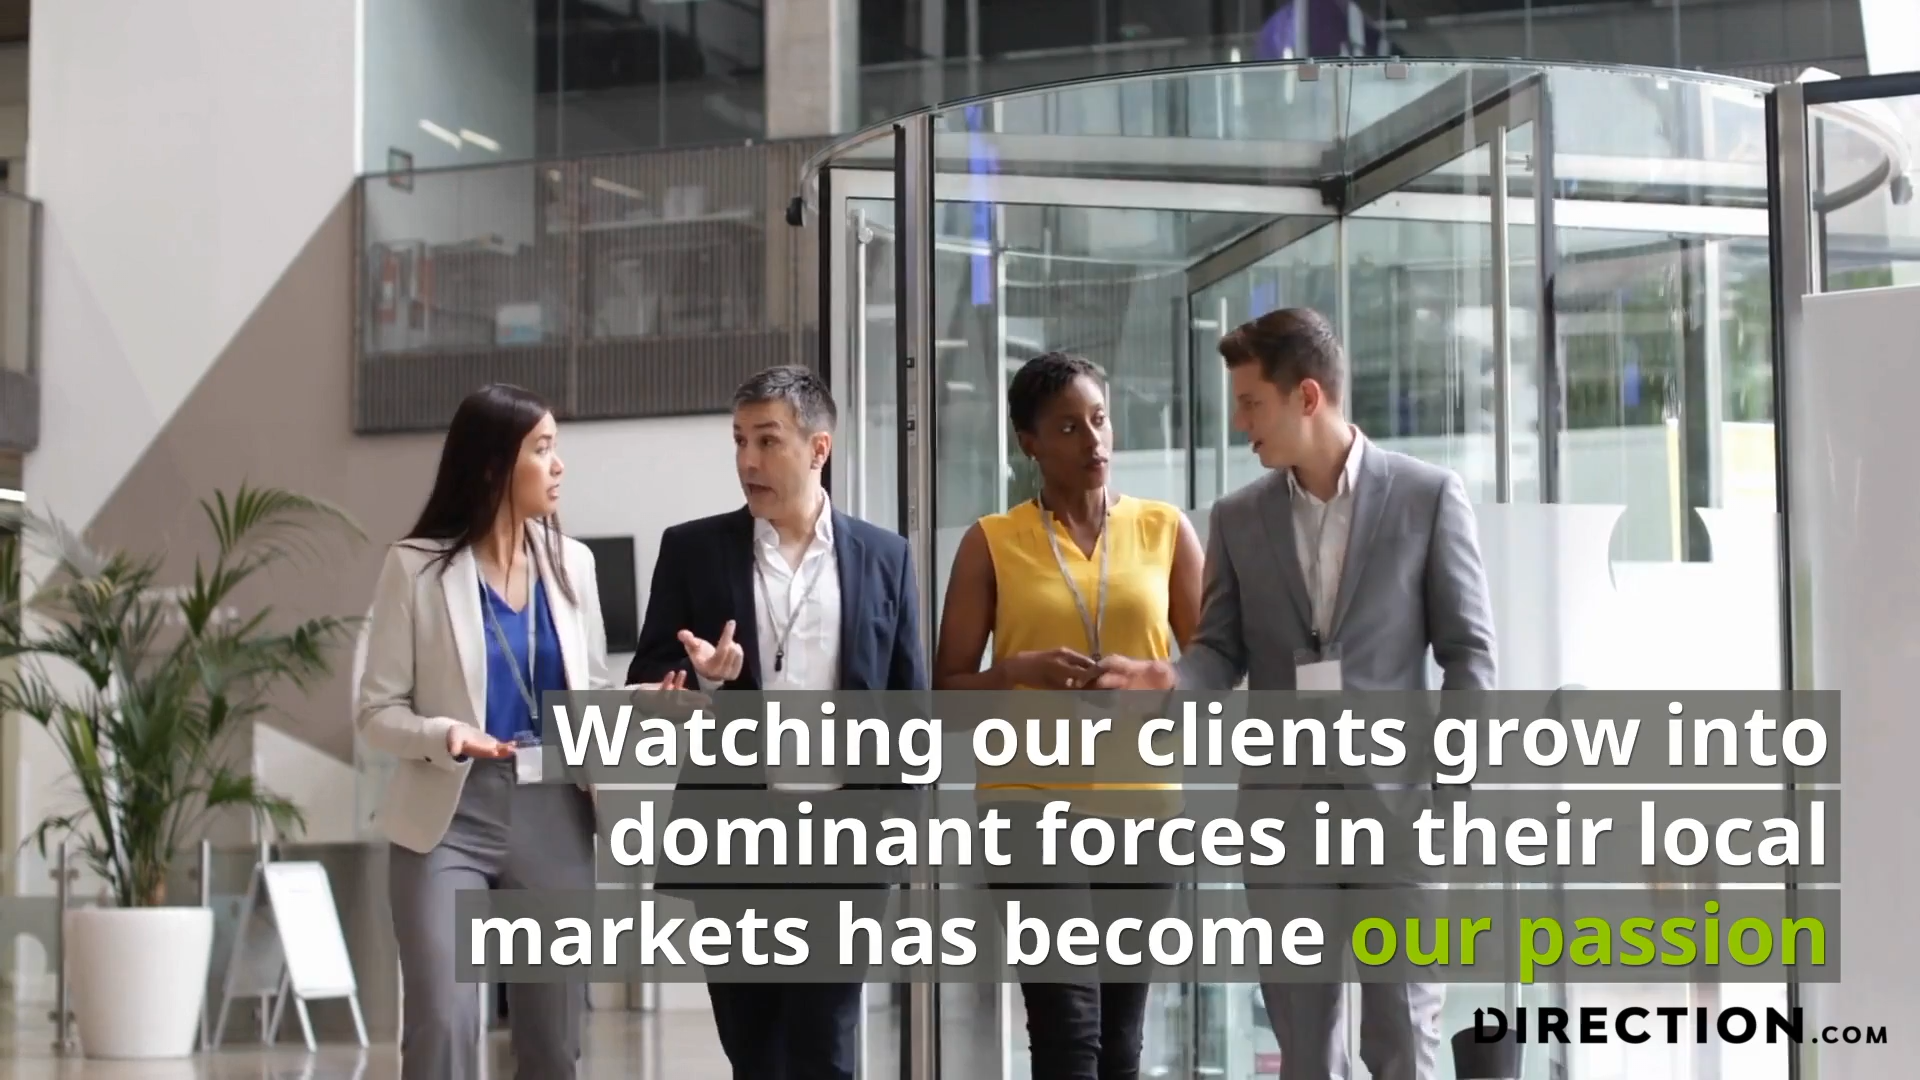 Watching our clients grow into
dominant forces in their local
markets has become our passion
DIRECTION.COM